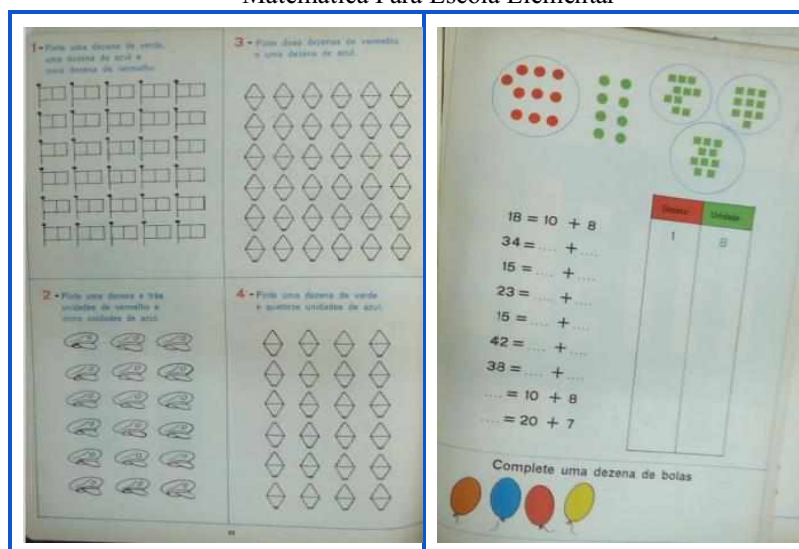 Matemática Para Escola Elementar
1 - Pinte uma dezena de verde,
uma dezena de azul e
uma dezena de vermelho.
3 - Pinte duas dezenas de vermelho
e uma dezena de azul.
2 - Pinte uma dezena e três
unidades de vermelho e
unidades de azul.
4 - Pinte uma dezena de verde
e quatorze unidades de azul.
18 = 10 + 8
34 = .... + ....
15 = .... + ....
23 = .... + ....
15 = .... + ....
42 = .... + ....
38 = .... + ....
.... = 10 + 8
.... = 20 + 7
Dezena Unidade
1 8
Complete uma dezena de bolas